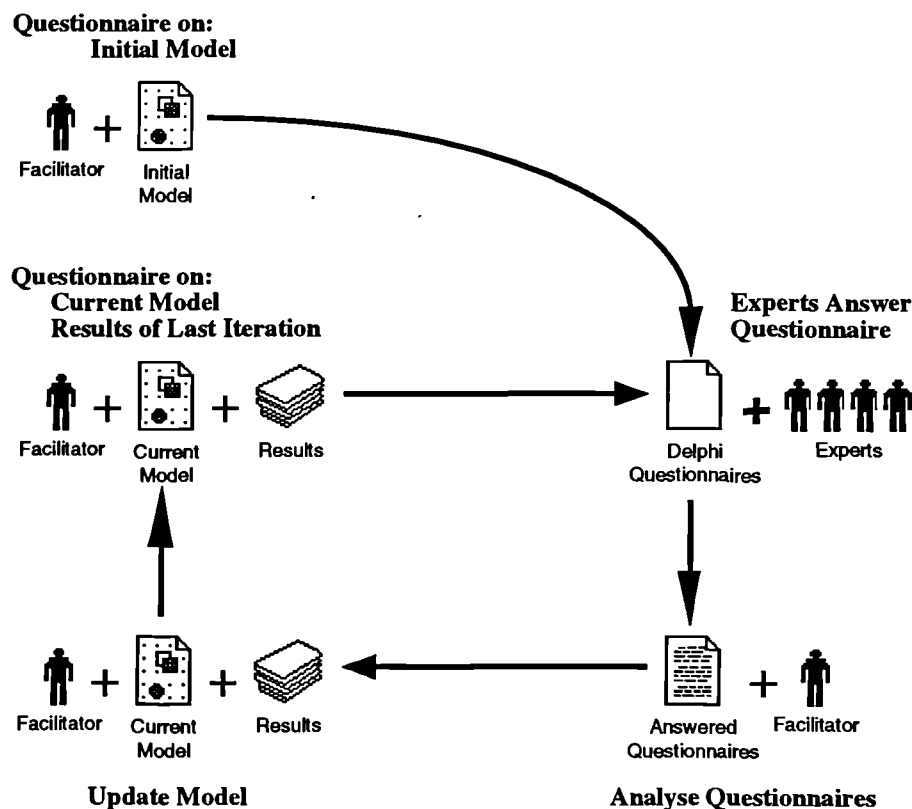 Questionnaire on:
Initial Model
Facilitator
Initial
Model
Questionnaire on:
Current Model
Results of Last Iteration
Facilitator
Current
Model
Results
Experts Answer
Questionnaire
Delphi
Questionnaires
Experts
Facilitator
Current
Model
Results
Update Model
Answered
Questionnaires
Facilitator
Analyse Questionnaires